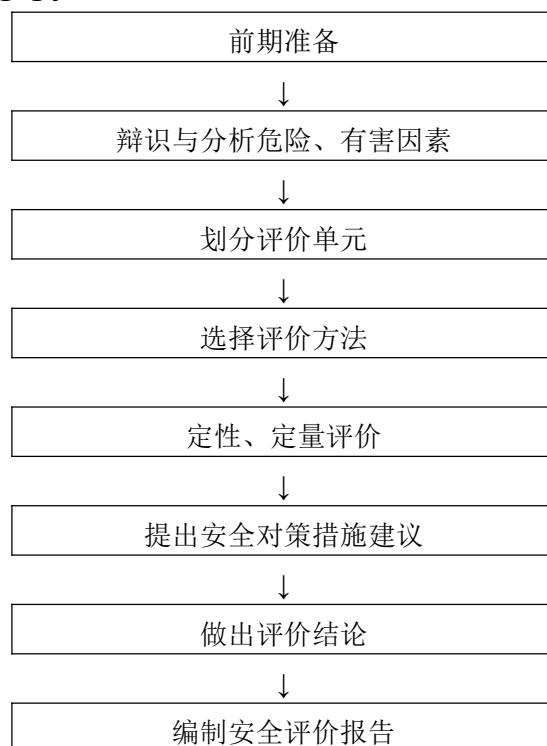 前期准备
↓
辩识与分析危险、有害因素
↓
划分评价单元
↓
选择评价方法
↓
定性、定量评价
↓
提出安全对策措施建议
↓
做出评价结论
↓
编制安全评价报告